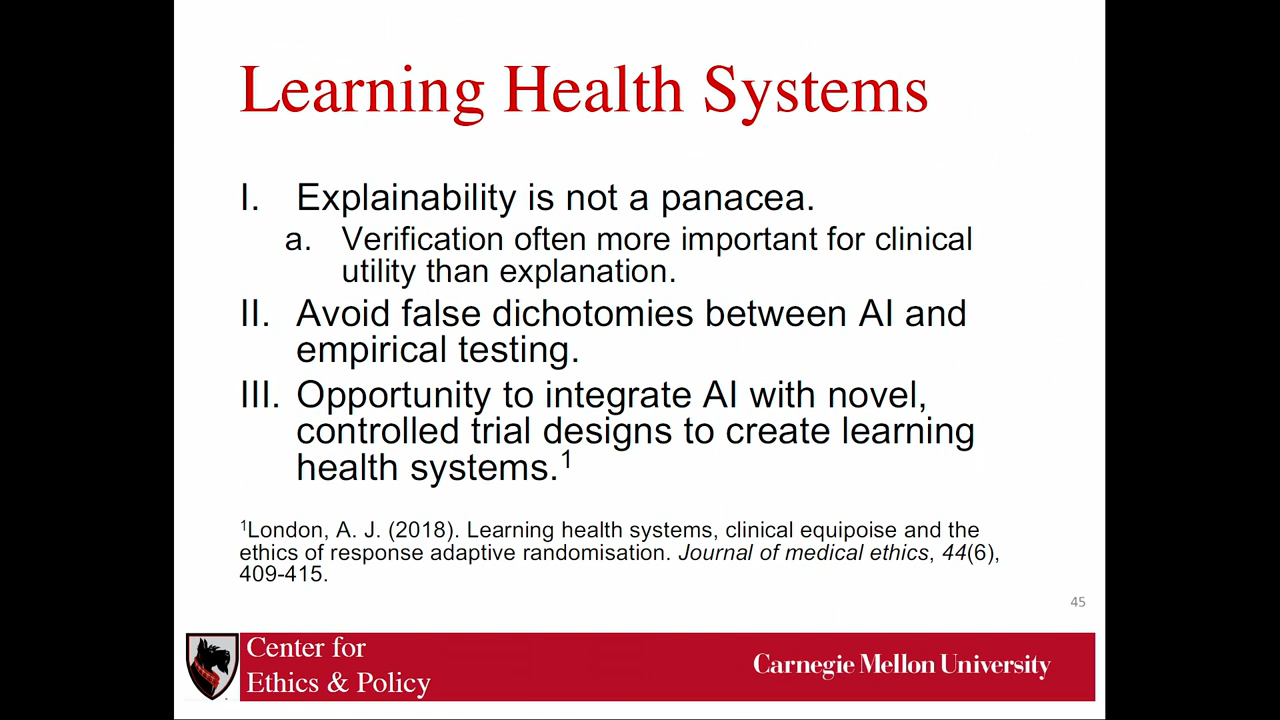 Learning Health Systems
I. Explainability is not a panacea.
a. Verification often more important for clinical
utility than explanation.
II. Avoid false dichotomies between AI and
empirical testing.
III. Opportunity to integrate AI with novel,
controlled trial designs to create learning
health systems.¹
¹London, A. J. (2018). Learning health systems, clinical equipoise and the
ethics of response adaptive randomisation. Journal of medical ethics, 44(6),
409-415.
45
Center for
Ethics & Policy
Carnegie Mellon University